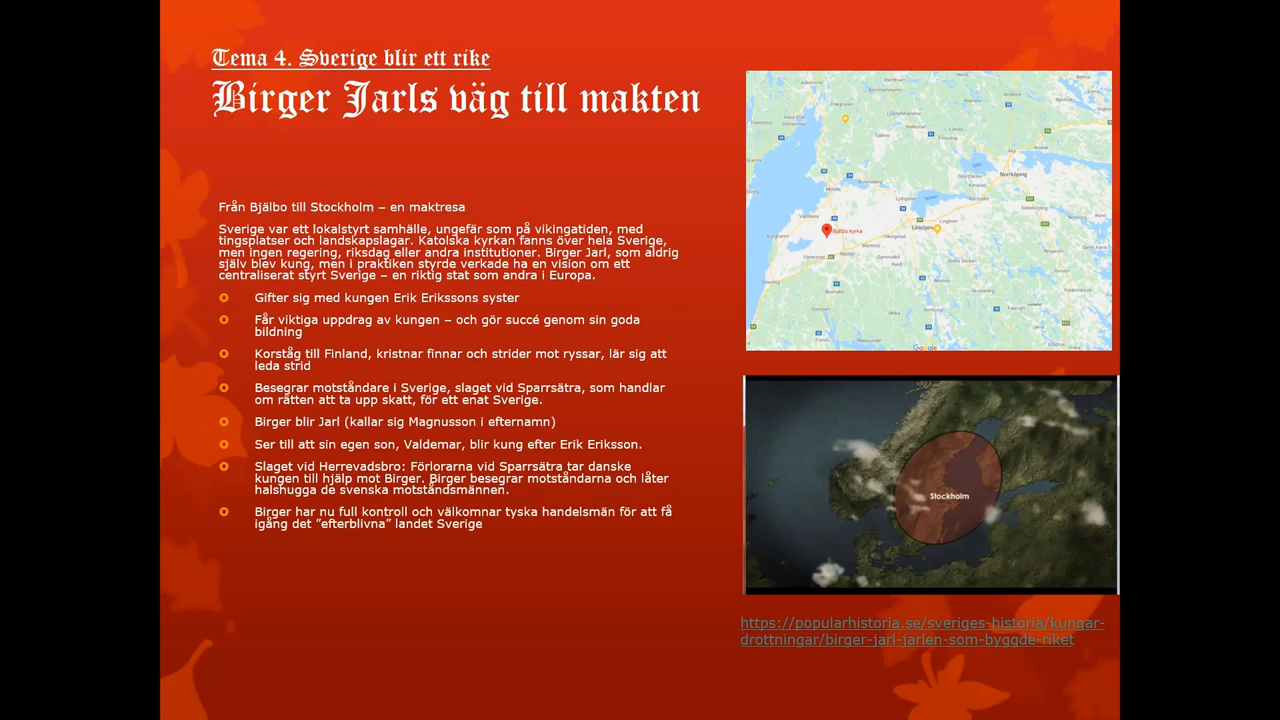 Tema 4. Sverige blir ett rike
Birger Jarls väg till makten
Från Bjälbo till Stockholm – en maktresa
Sverige var ett lokalstyrt samhälle, ungefär som på vikingatiden, med
tingsplatser och landskapslagar. Katolska kyrkan fanns över hela Sverige,
men ingen regering, riksdag eller andra institutioner. Birger Jarl, som aldrig
själv blev kung, men i praktiken styrde verkade ha en vision om ett
centraliserat styrt Sverige – en riktig stat som andra i Europa.
Gifter sig med kungen Erik Erikssons syster
Får viktiga uppdrag av kungen – och gör succé genom sin goda
bildning
Korståg till Finland, kristnar finnar och strider mot ryssar, lär sig att
leda strid
Besegrar motståndare i Sverige, slaget vid Sparrsätra, som handlar
om rätten att ta upp skatt, för ett enat Sverige.
Birger blir Jarl (kallar sig Magnusson i efternamn)
Ser till att sin egen son, Valdemar, blir kung efter Erik Eriksson.
Slaget vid Herrevadsbro: Förlorarna vid Sparrsätra tar danske
kungen till hjälp mot Birger. Birger besegrar motståndarna och låter
halshugga de svenska motståndsmännen.
Birger har nu full kontroll och välkomnar tyska handelsmän för att få
igång det ”efterblivna” landet Sverige
Norrköping
Motala
Vadstena
Bjälbo kyrka
Linköping
Linghem
Mjölby
Google
Stockholm
https://popularhistoria.se/sveriges-historia/kungar-
drottningar/birger-jarl-jarlen-som-byggde-riket